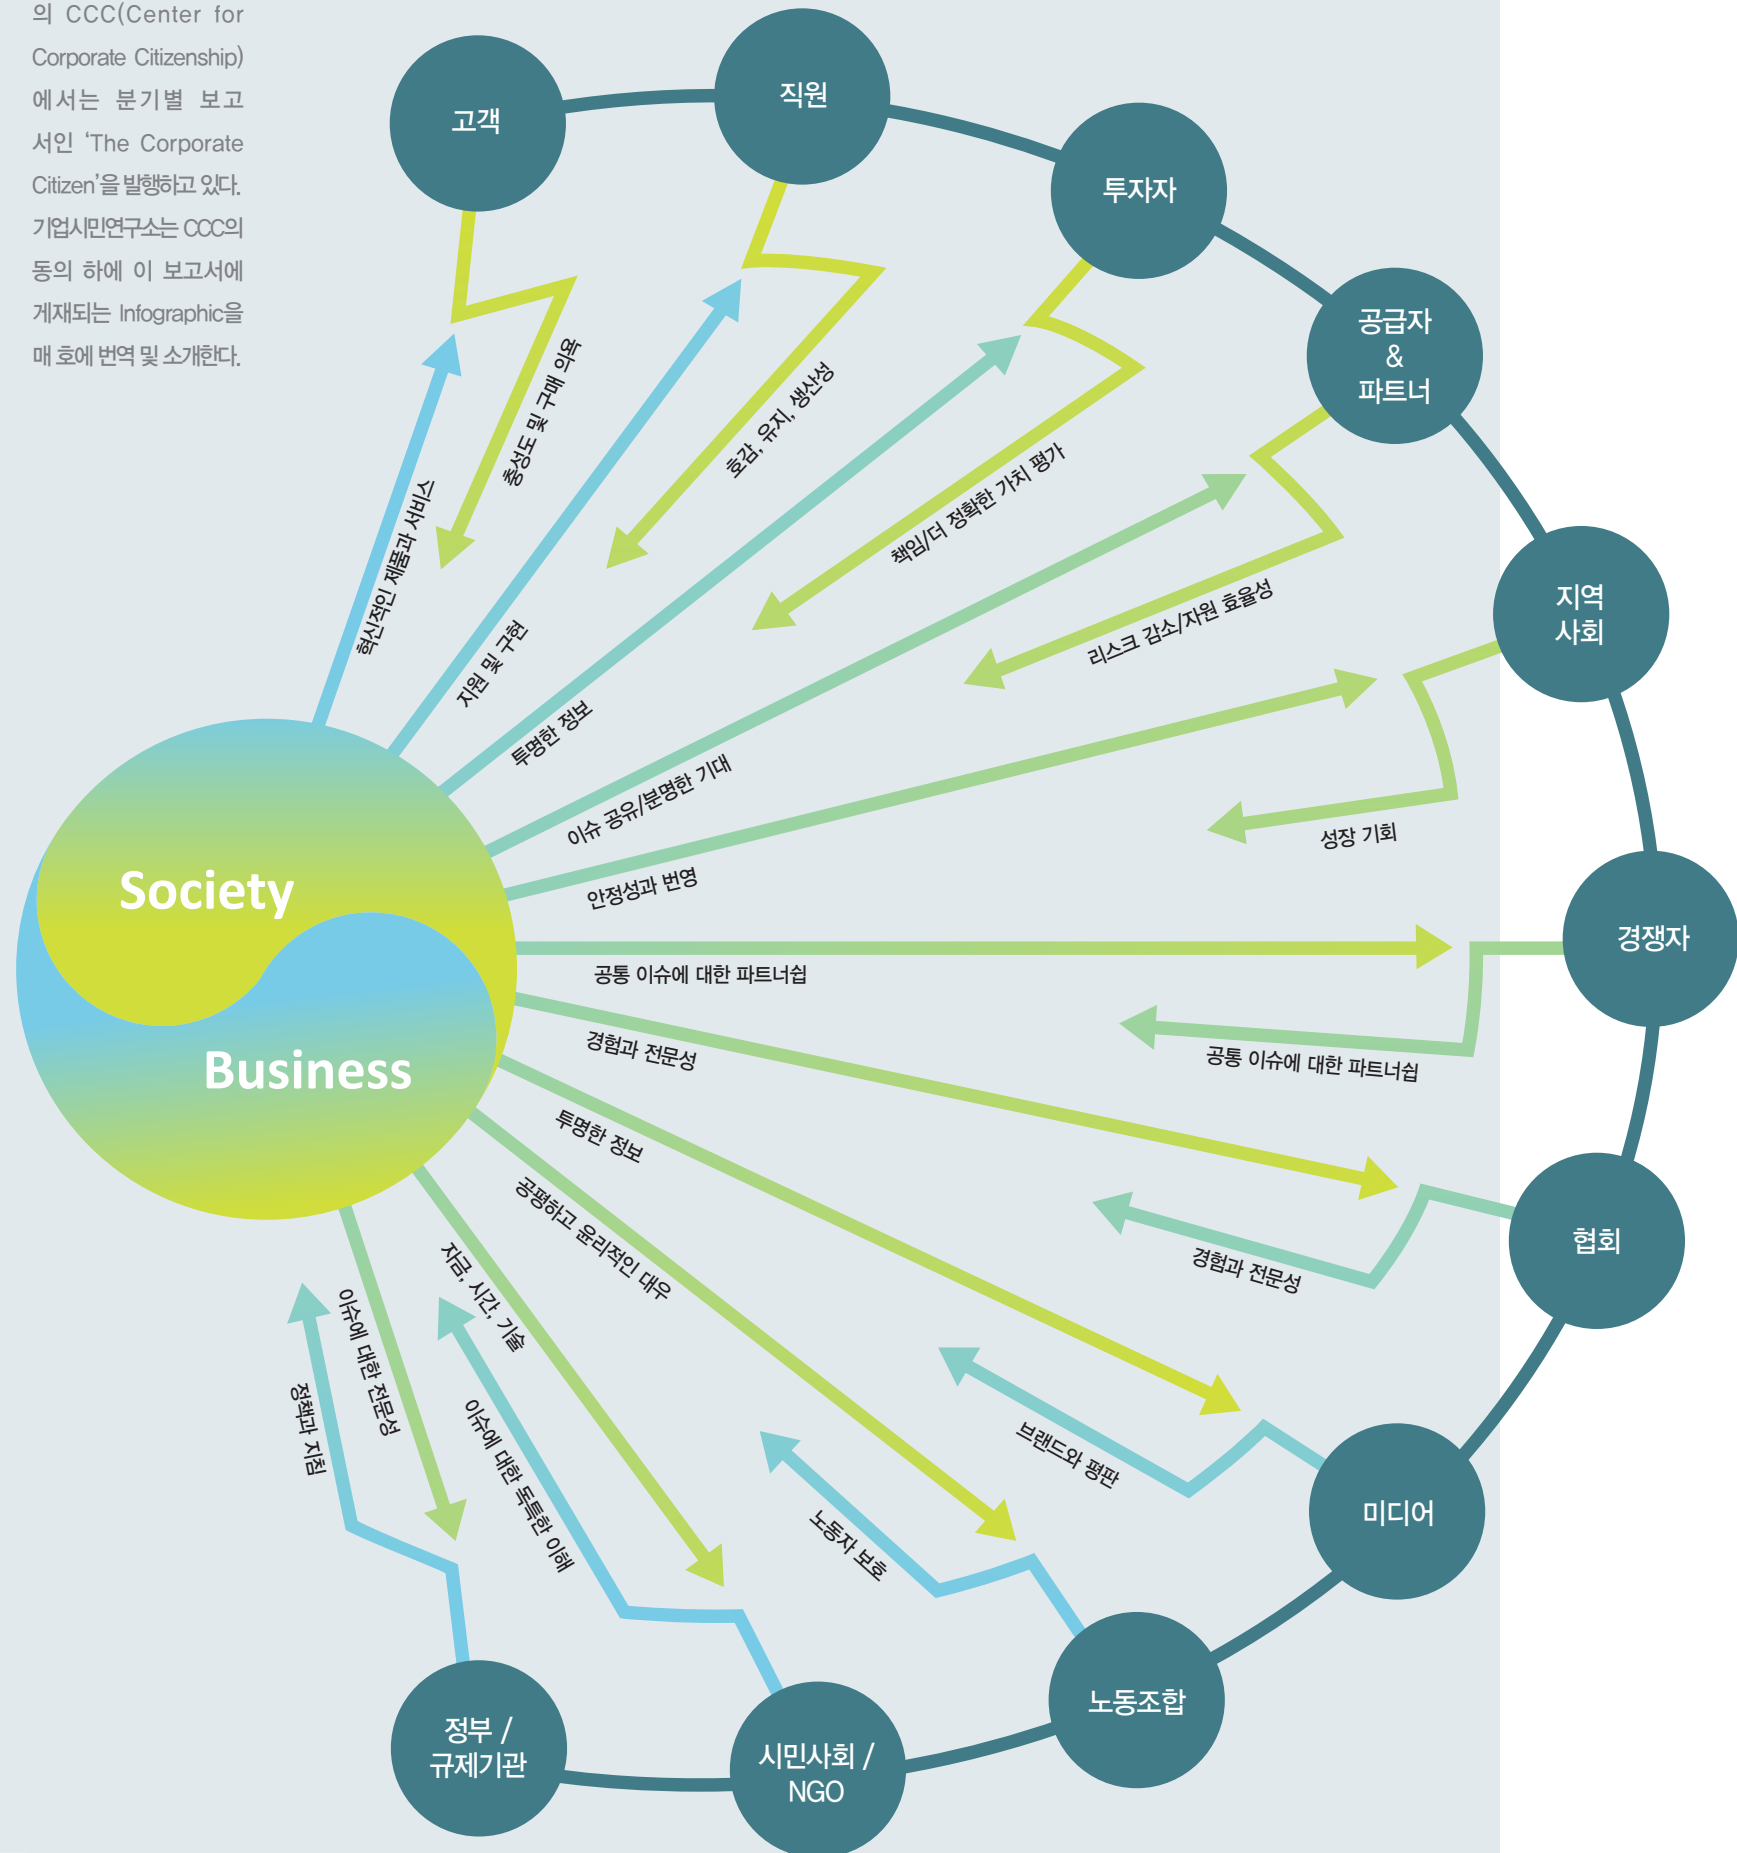 의 CCC(Center for
Corporate Citizenship)
에서는 분기별 보고
서인 ‘The Corporate
Citizen’을 발행하고 있다.
기업시민연구소는 CCC의
동의 하에 이 보고서에
게재되는 Infographic을
매 호에 번역 및 소개한다.
고객
직원
투자자
공급자
&
파트너
지역
사회
경쟁자
협회
미디어
노동조합
시민사회 /
NGO
정부 /
규제기관
혁신적인 제품과 서비스
충성도 및 구매 의욕
지원 및 구현
호감, 유지, 생산성
투명한 정보
책임/더 정확한 가치 평가
이슈 공유/분명한 기대
리스크 감소/자원 효율성
안정성과 번영
성장 기회
공통 이슈에 대한 파트너쉽
공통 이슈에 대한 파트너쉽
경험과 전문성
경험과 전문성
투명한 정보
브랜드와 평판
공평하고 윤리적인 대우
노동자 보호
자금, 시간, 기술
이슈에 대한 독특한 이해
이슈에 대한 전문성
정책과 지침
Society
Business